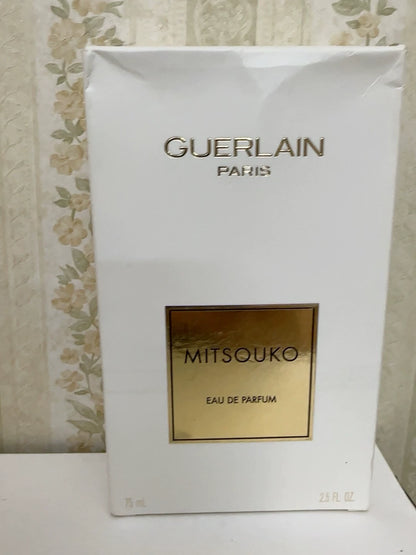 GUERLAIN
PARIS
MITSOUKO
EAU DE PARFUM
75 mL 2.5 FL. OZ.